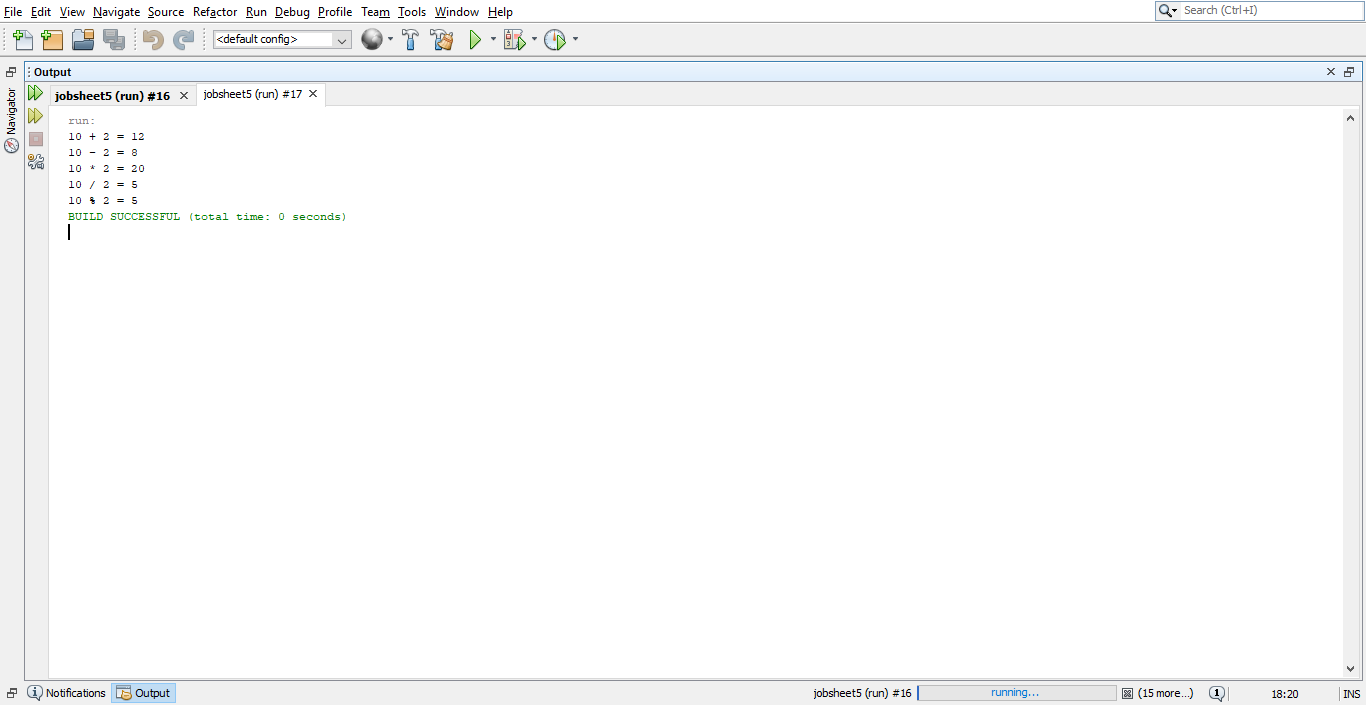 File Edit View Navigate Source Refactor Run Debug Profile Team Tools Window Help
Search (Ctrl+I)
<default config>
Output
Navigator
jobsheet5 (run) #16
jobsheet5 (run) #17
run:
10 + 2 = 12
10 - 2 = 8
10 * 2 = 20
10 / 2 = 5
10 % 2 = 5
BUILD SUCCESSFUL (total time: 0 seconds)
Notifications
Output
jobsheet5 (run) #16
running...
(15 more...)
1
18:20
INS